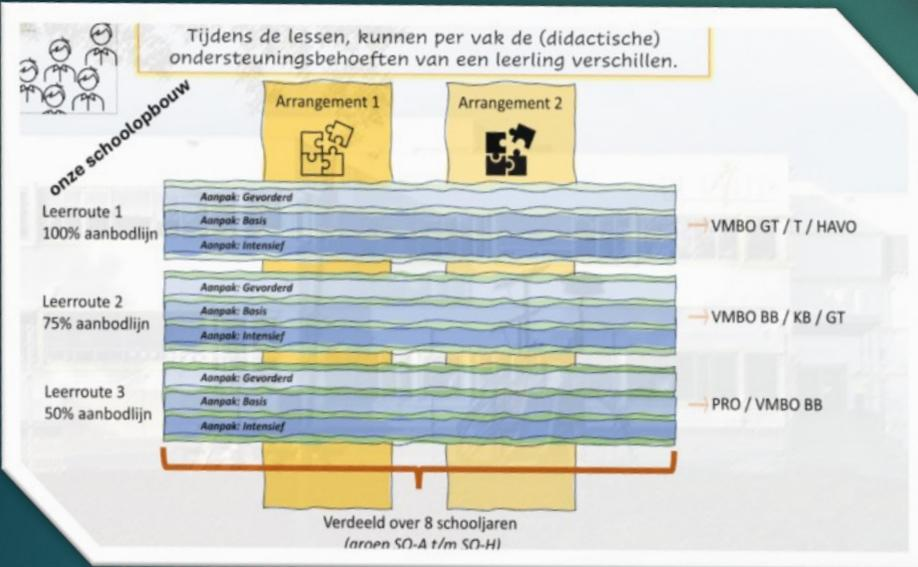 Tijdens de lessen, kunnen per vak de (didactische)
ondersteuningsbehoeften van een leerling verschillen.
onze schoolopbouw
Arrangement 1
Arrangement 2
Leerroute 1
100% aanbodlijn
Aanpak: Gevorderd
Aanpak: Basis
Aanpak: Intensief
VMBO GT / T / HAVO
Leerroute 2
75% aanbodlijn
Aanpak: Gevorderd
Aanpak: Basis
Aanpak: Intensief
VMBO BB / KB / GT
Leerroute 3
50% aanbodlijn
Aanpak: Gevorderd
Aanpak: Basis
Aanpak: Intensief
PRO / VMBO BB
Verdeeld over 8 schooljaren
(groep SO-A t/m SO-H)